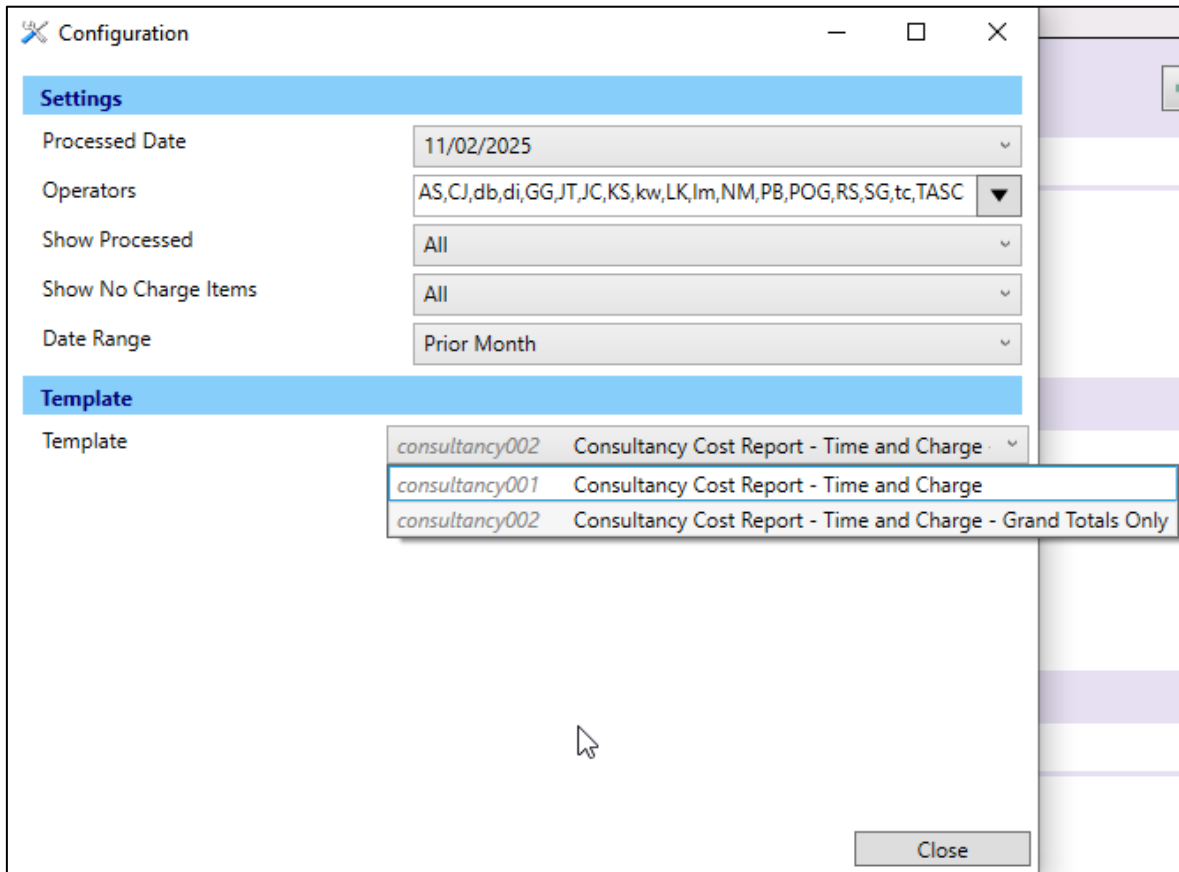 Configuration
Settings
Processed Date 11/02/2025
Operators AS,CJ,db,di,GG,JT,JC,KS,kw,LK,lm,NM,PB,POG,RS,SG,tc,TASC
Show Processed All
Show No Charge Items All
Date Range Prior Month
Template
Template consultancy002 Consultancy Cost Report - Time and Charge
consultancy001 Consultancy Cost Report - Time and Charge
consultancy002 Consultancy Cost Report - Time and Charge - Grand Totals Only
Close